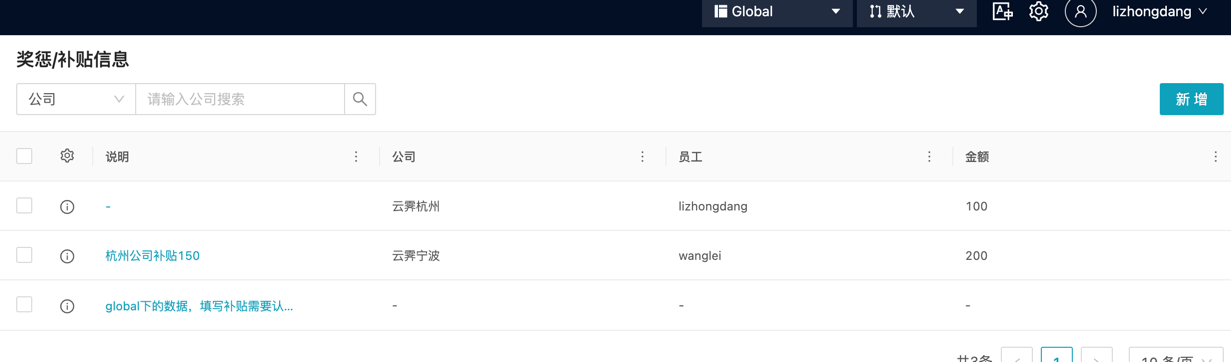 Global 默认 lizhongdang
奖惩/补贴信息
公司 请输入公司搜索 新 增
说明 公司 员工 金额
- 云霁杭州 lizhongdang 100
杭州公司补贴150 云霁宁波 wanglei 200
global下的数据，填写补贴需要认... - - -
共3条 1 10 条/页